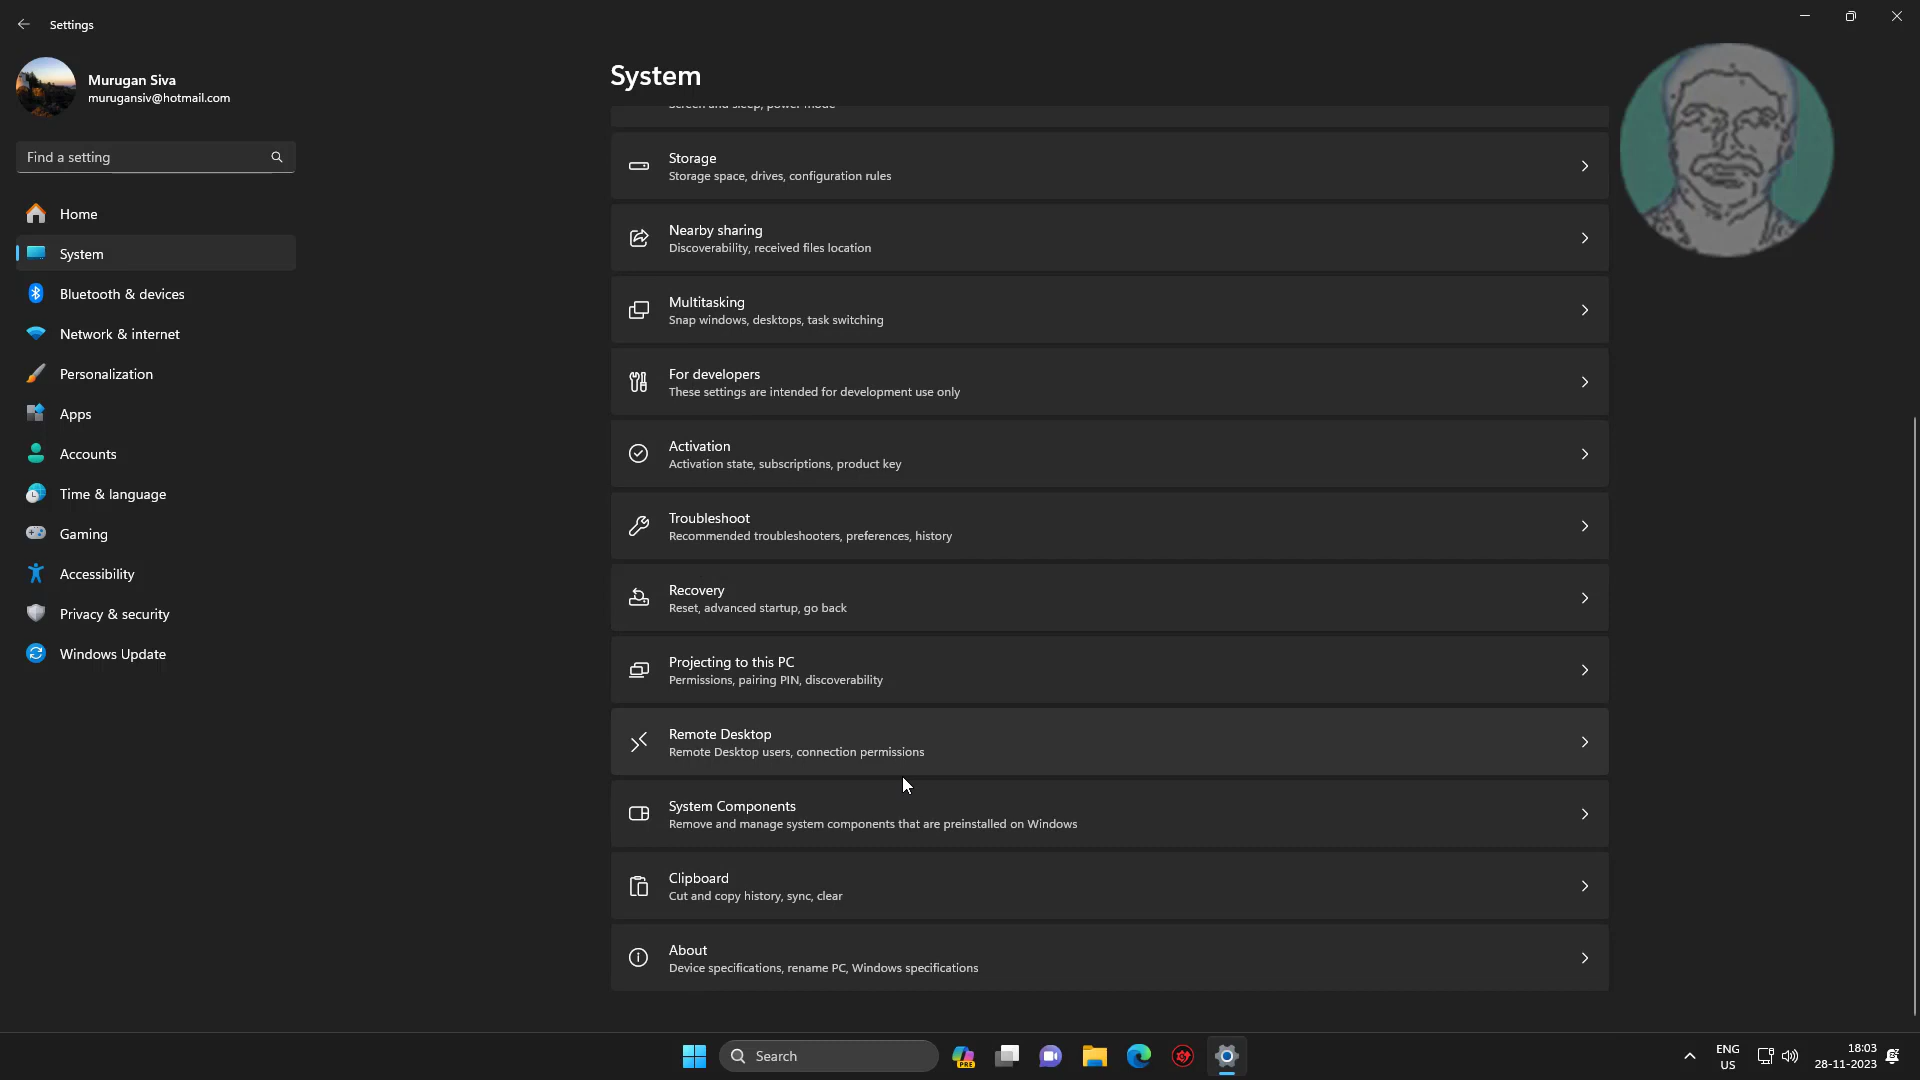 Settings
Murugan Siva
murugansiv@hotmail.com
Find a setting
Home
System
Bluetooth & devices
Network & internet
Personalization
Apps
Accounts
Time & language
Gaming
Accessibility
Privacy & security
Windows Update
System
Screen and sleep, power mode
Storage
Storage space, drives, configuration rules
Nearby sharing
Discoverability, received files location
Multitasking
Snap windows, desktops, task switching
For developers
These settings are intended for development use only
Activation
Activation state, subscriptions, product key
Troubleshoot
Recommended troubleshooters, preferences, history
Recovery
Reset, advanced startup, go back
Projecting to this PC
Permissions, pairing PIN, discoverability
Remote Desktop
Remote Desktop users, connection permissions
System Components
Remove and manage system components that are preinstalled on Windows
Clipboard
Cut and copy history, sync, clear
About
Device specifications, rename PC, Windows specifications
Search
PRE
ENG
US
18:03
28-11-2023